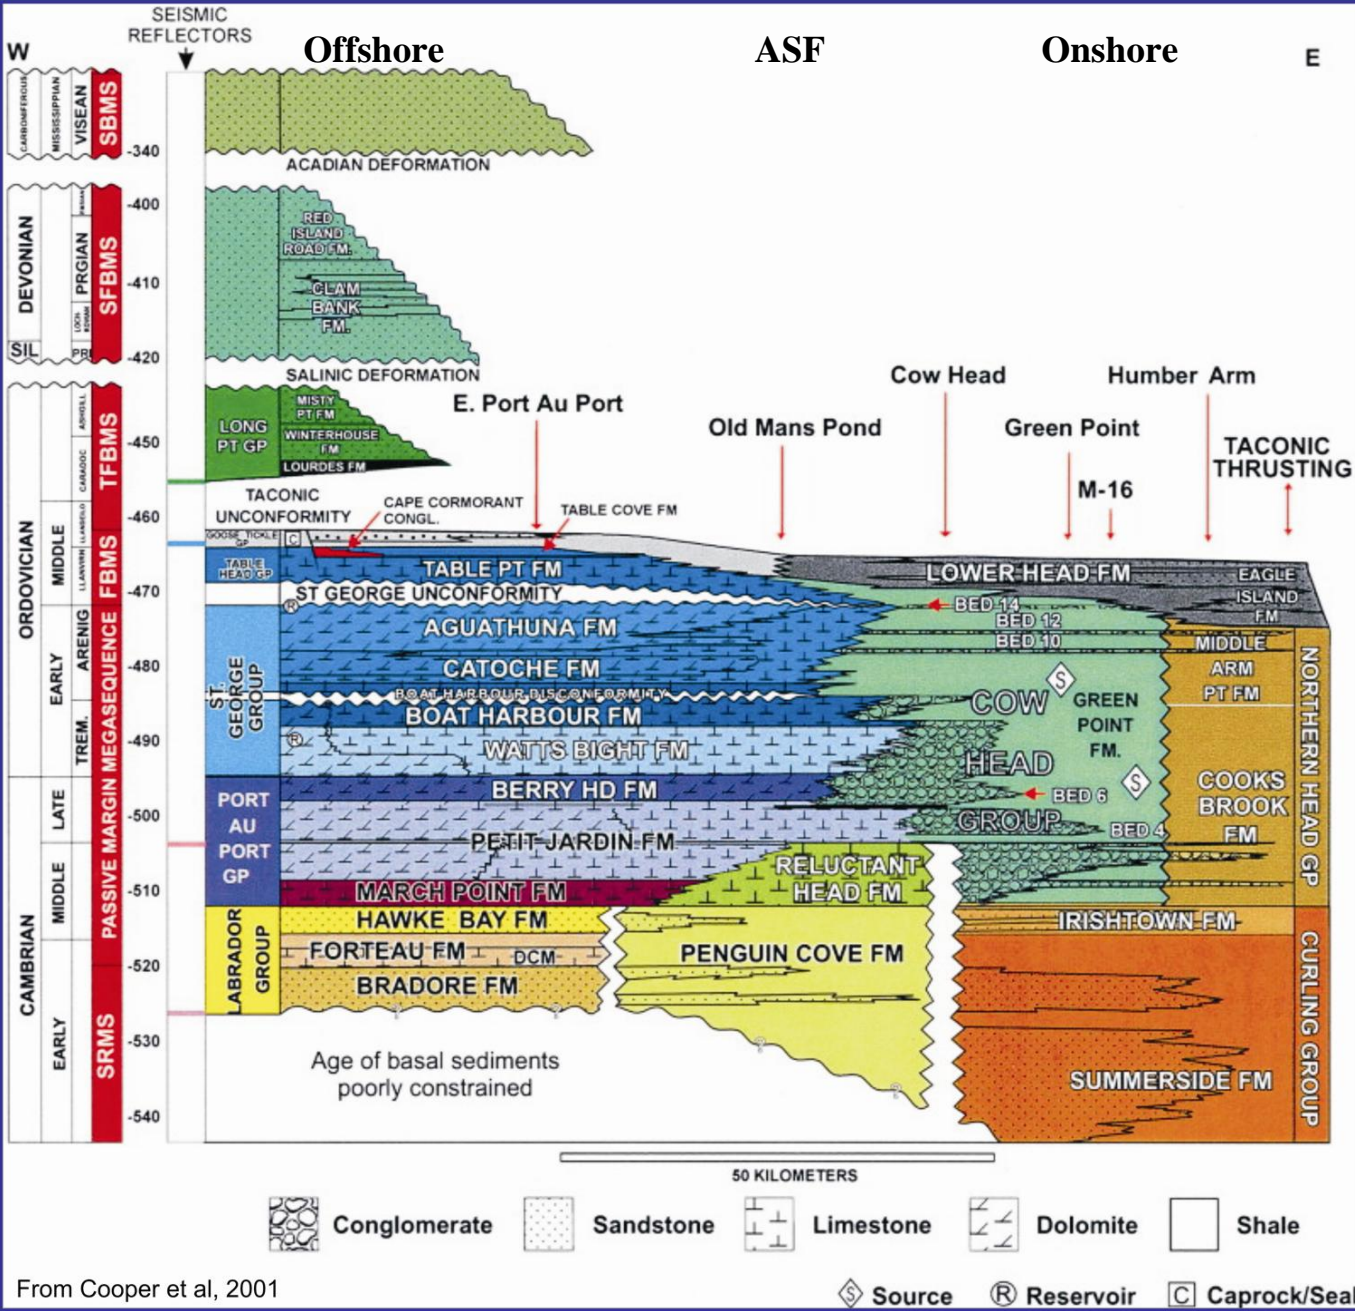 SEISMIC
REFLECTORS
W
Offshore
ASF
Onshore
E
CARBONIFEROUS
MISSISSIPPIAN
VISEAN
SBMS
-340
ACADIAN DEFORMATION
DEVONIAN
SIL
PRGIAN
PRI
SFBMS
-400
-410
-420
RED
ISLAND
ROAD FM.
CLAM
BANK
FM.
SALINIC DEFORMATION
ORDOVICIAN
MIDDLE
EARLY
ASHGILL
CARADOC
LLANDEILO
LLANVIRN
ARENIG
TREM.
TFBMS
FBMS
PASSIVE MARGIN MEGASEQUENCE
-450
-460
-470
-480
-490
LONG
PT GP
MISTY
PT FM
WINTERHOUSE
FM
LOURDES FM
E. Port Au Port
Old Mans Pond
Cow Head
Green Point
M-16
Humber Arm
TACONIC
THRUSTING
TACONIC
UNCONFORMITY
CAPE CORMORANT
CONGL.
TABLE COVE FM
GOOSE TICKLE
GP
C
TABLE
HEAD GP
TABLE PT FM
LOWER HEAD FM
EAGLE
ISLAND
FM
ST GEORGE UNCONFORMITY
R
BED 14
BED 12
BED 10
AGUATHUNA FM
CATOCHE FM
BOAT HARBOUR DISCONFORMITY
BOAT HARBOUR FM
ST.
GEORGE
GROUP
R
WATTS BIGHT FM
MIDDLE
ARM
PT FM
S
COW
HEAD
GROUP
GREEN
POINT
FM.
S
BED 6
BED 4
COOKS
BROOK
FM
NORTHERN HEAD GP
CAMBRIAN
LATE
MIDDLE
EARLY
SRMS
-500
-510
-520
-530
-540
PORT
AU
PORT
GP
BERRY HD FM
PETIT JARDIN FM
MARCH POINT FM
RELUCTANT
HEAD FM
LABRADOR
GROUP
HAWKE BAY FM
FORTEAU FM
DCM
BRADORE FM
PENGUIN COVE FM
IRISHTOWN FM
SUMMERSIDE FM
CURLING GROUP
?
?
?
?
Age of basal sediments
poorly constrained
50 KILOMETERS
Conglomerate
Sandstone
Limestone
Dolomite
Shale
From Cooper et al, 2001
S Source
R Reservoir
C Caprock/Seal